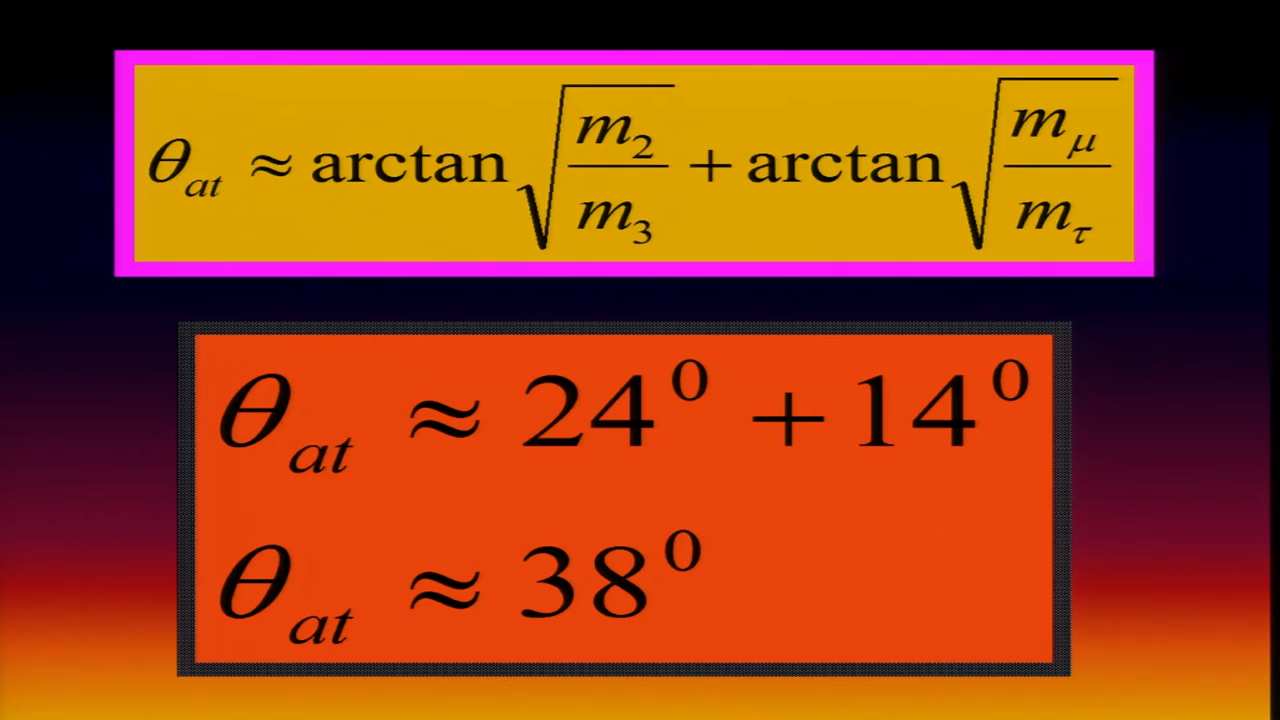 θ_at ≈ arctan √(m_2/m_3) + arctan √(m_μ/m_τ)
θ_at ≈ 24⁰ + 14⁰
θ_at ≈ 38⁰